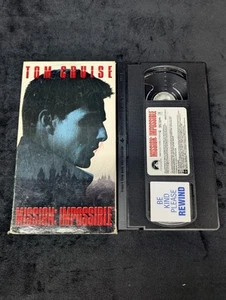 TOM CRUISE
MISSION: IMPOSSIBLE
MISSION: IMPOSSIBLE
BE
KIND
PLEASE
REWIND